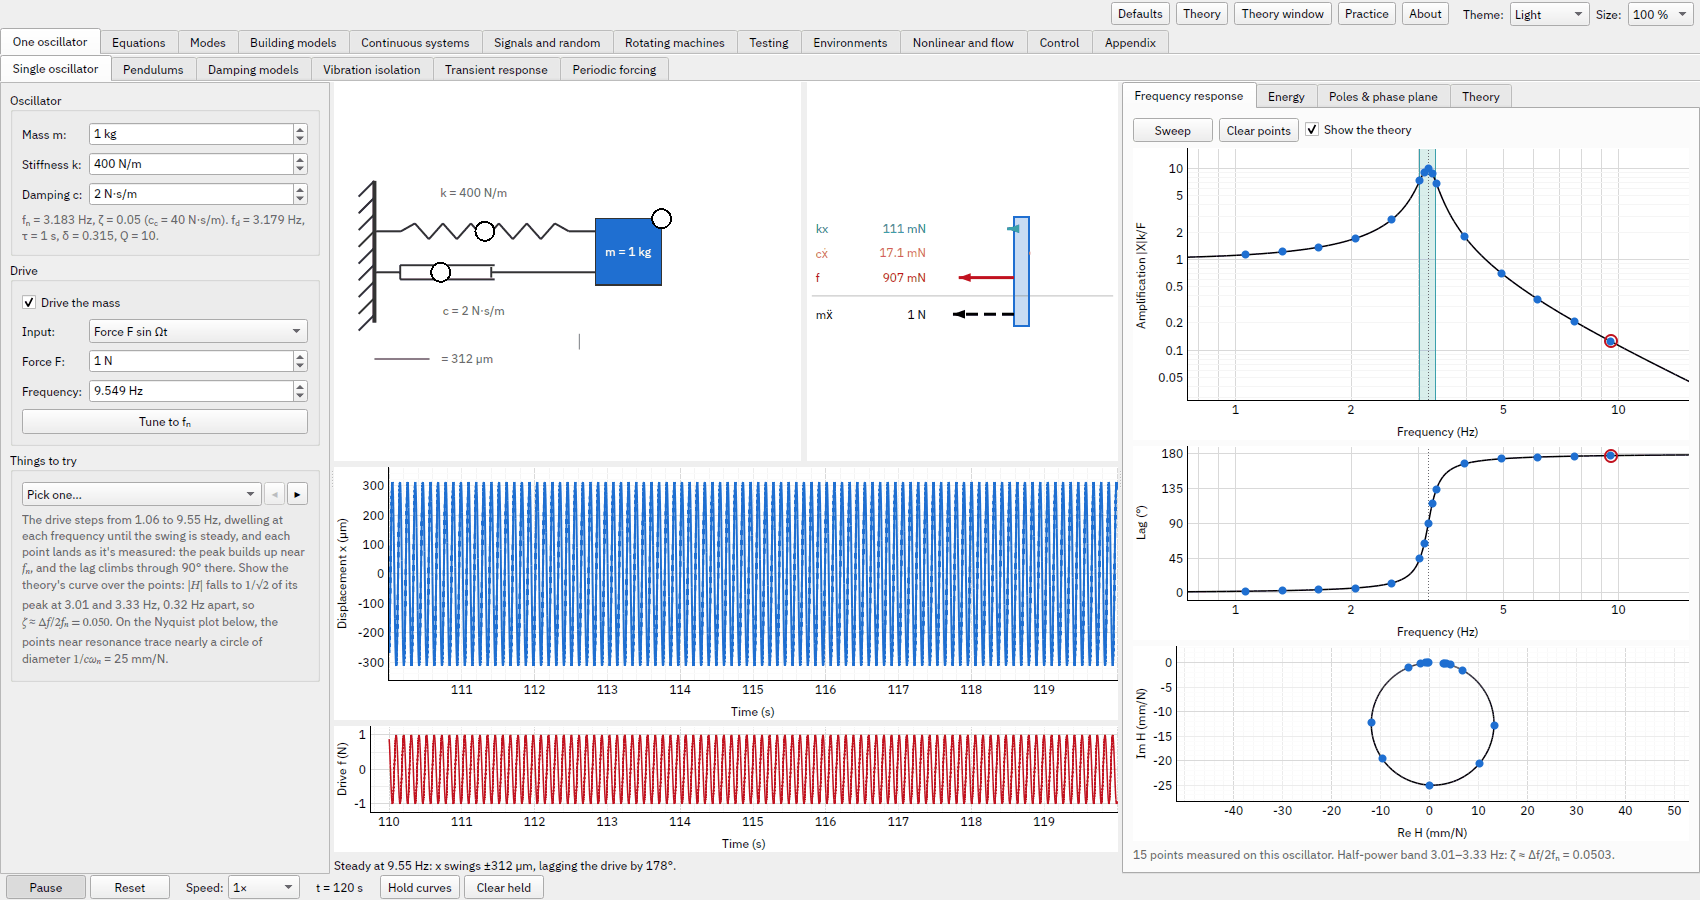 Defaults
Theory
Theory window
Practice
About
Theme:
Light
Size:
100 %
One oscillator
Equations
Modes
Building models
Continuous systems
Signals and random
Rotating machines
Testing
Environments
Nonlinear and flow
Control
Appendix
Single oscillator
Pendulums
Damping models
Vibration isolation
Transient response
Periodic forcing
Oscillator
Mass m:
1 kg
Stiffness k:
400 N/m
Damping c:
2 N·s/m
fₙ = 3.183 Hz, ζ = 0.05 (c꜀ = 40 N·s/m). f_d = 3.179 Hz,
τ = 1 s, δ = 0.315, Q = 10.
Drive
Drive the mass
Input:
Force F sin Ωt
Force F:
1 N
Frequency:
9.549 Hz
Tune to fₙ
Things to try
Pick one...
The drive steps from 1.06 to 9.55 Hz, dwelling at
each frequency until the swing is steady, and each
point lands as it's measured: the peak builds up near
fₙ, and the lag climbs through 90° there. Show the
theory's curve over the points: |H| falls to 1/√2 of its
peak at 3.01 and 3.33 Hz, 0.32 Hz apart, so
ζ ≈ Δf/2fₙ = 0.050. On the Nyquist plot below, the
points near resonance trace nearly a circle of
diameter 1/cωₙ = 25 mm/N.
k = 400 N/m
m = 1 kg
c = 2 N·s/m
= 312 µm
kx 111 mN
cẋ 17.1 mN
f 907 mN
mẍ 1 N
Displacement x (µm)
300
200
100
0
-100
-200
-300
111 112 113 114 115 116 117 118 119
Time (s)
Drive f (N)
1
0
-1
110 111 112 113 114 115 116 117 118 119
Time (s)
Steady at 9.55 Hz: x swings ±312 µm, lagging the drive by 178°.
Frequency response
Energy
Poles & phase plane
Theory
Sweep
Clear points
Show the theory
Amplification |X|k/F
10
5
2
1
0.5
0.2
0.1
0.05
1 2 5 10
Frequency (Hz)
Lag (°)
180
135
90
45
0
1 2 5 10
Frequency (Hz)
Im H (mm/N)
0
-5
-10
-15
-20
-25
-40 -30 -20 -10 0 10 20 30 40 50
Re H (mm/N)
15 points measured on this oscillator. Half-power band 3.01–3.33 Hz: ζ ≈ Δf/2fₙ = 0.0503.
Pause
Reset
Speed:
1×
t = 120 s
Hold curves
Clear held